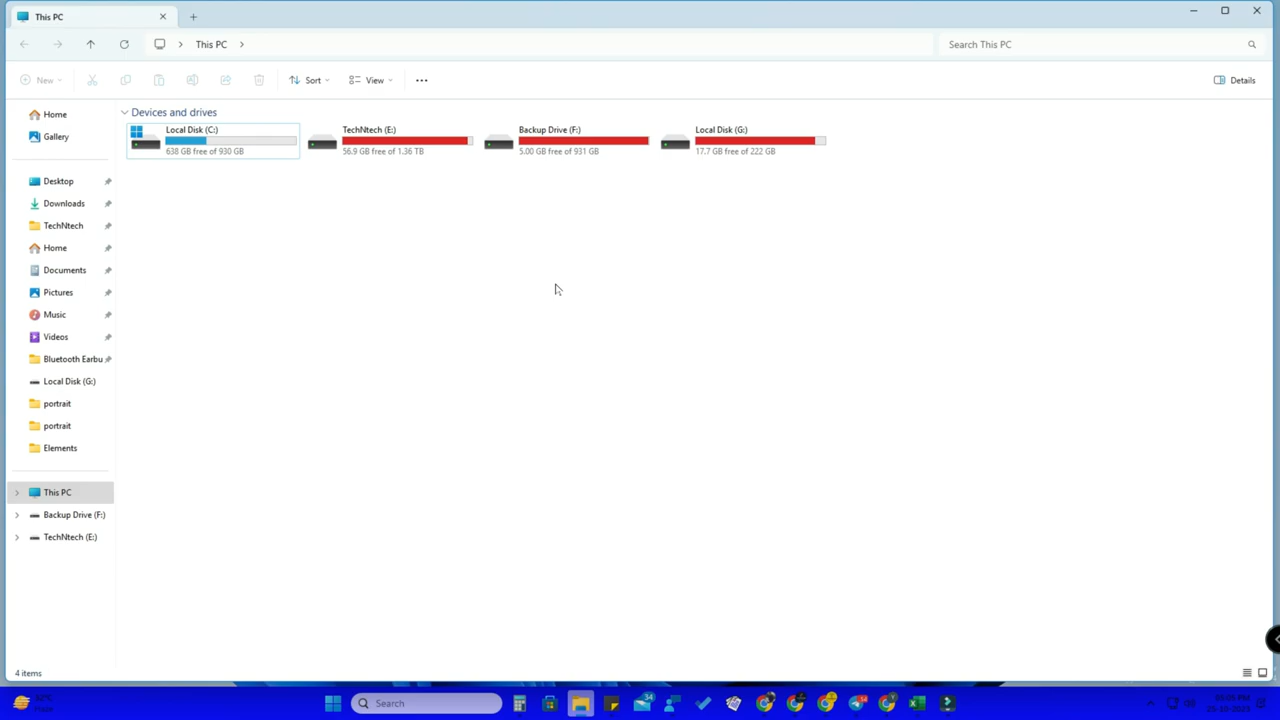 This PC
This PC
Search This PC
New
Sort
View
Details
Home
Gallery
Desktop
Downloads
TechNtech
Home
Documents
Pictures
Music
Videos
Bluetooth Earbu
Local Disk (G:)
portrait
portrait
Elements
This PC
Backup Drive (F:)
TechNtech (E:)
Devices and drives
Local Disk (C:)
638 GB free of 930 GB
TechNtech (E:)
56.9 GB free of 1.36 TB
Backup Drive (F:)
5.00 GB free of 931 GB
Local Disk (G:)
17.7 GB free of 222 GB
4 items
Search
34